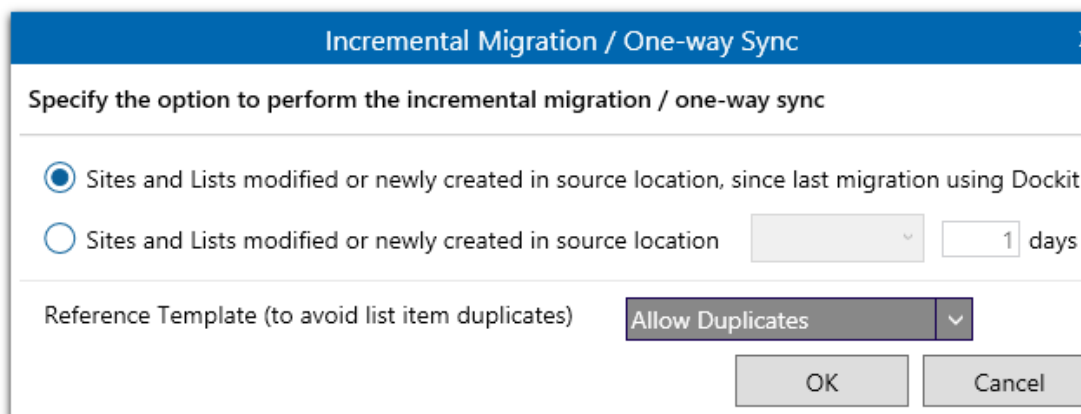 Incremental Migration / One-way Sync
Specify the option to perform the incremental migration / one-way sync
Sites and Lists modified or newly created in source location, since last migration using Dockit
Sites and Lists modified or newly created in source location 1 days
Reference Template (to avoid list item duplicates) Allow Duplicates
OK Cancel